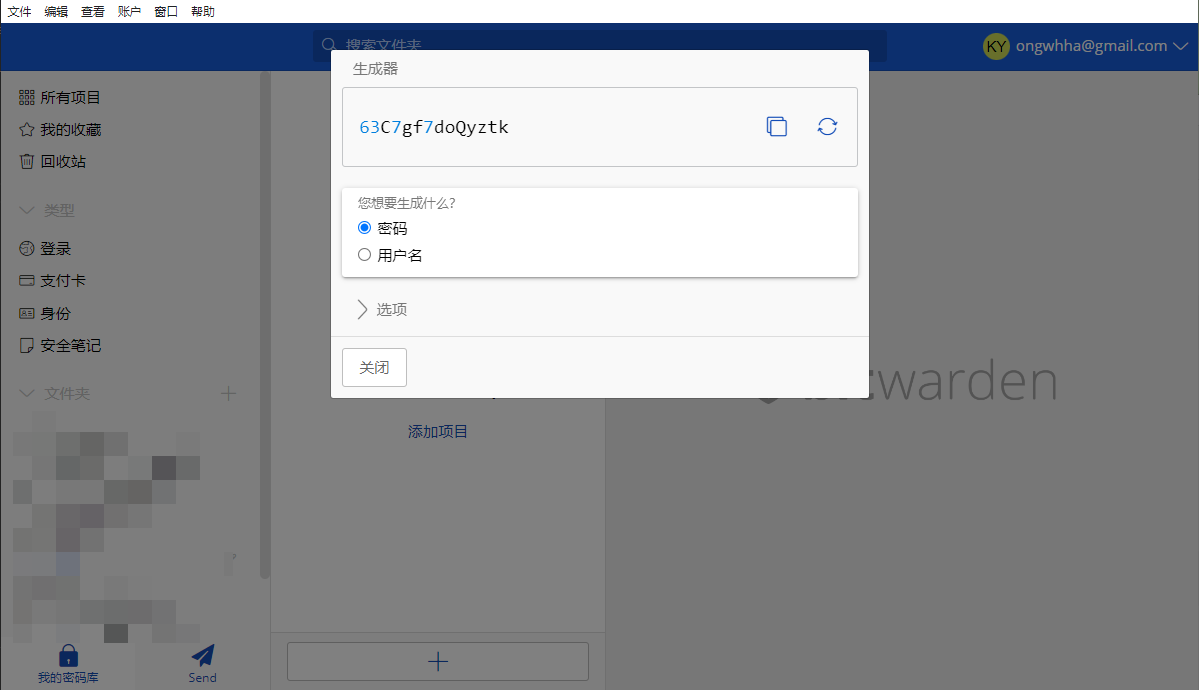 文件 编辑 查看 账户 窗口 帮助
搜索文件夹
KY ongwhha@gmail.com
生成器
63C7gf7doQyztk
您想要生成什么?
密码
用户名
选项
关闭
所有项目
我的收藏
回收站
类型
登录
支付卡
身份
安全笔记
文件夹
添加项目
warden
我的密码库
Send